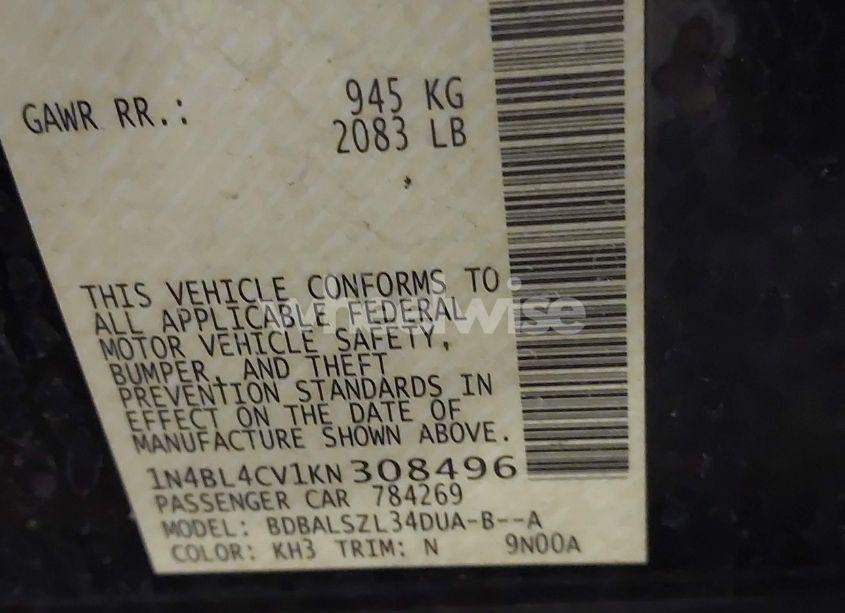 GAWR RR.: 945 KG
2083 LB
THIS VEHICLE CONFORMS TO
ALL APPLICABLE FEDERAL
MOTOR VEHICLE SAFETY,
BUMPER, AND THEFT
PREVENTION STANDARDS IN
EFFECT ON THE DATE OF
MANUFACTURE SHOWN ABOVE.
1N4BL4CV1KN308496
PASSENGER CAR 784269
MODEL: BDBALSZL34DUA-B--A
COLOR: KH3 TRIM: N 9N00A